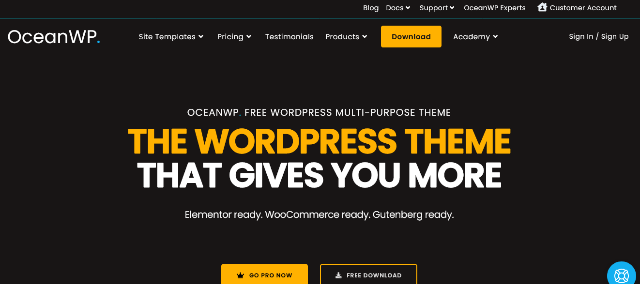 Blog Docs Support OceanWP Experts Customer Account
OceanWP.
Site Templates Pricing Testimonials Products Download Academy Sign In / Sign Up
OCEANWP. FREE WORDPRESS MULTI-PURPOSE THEME
THE WORDPRESS THEME
THAT GIVES YOU MORE
Elementor ready. WooCommerce ready. Gutenberg ready.
GO PRO NOW FREE DOWNLOAD